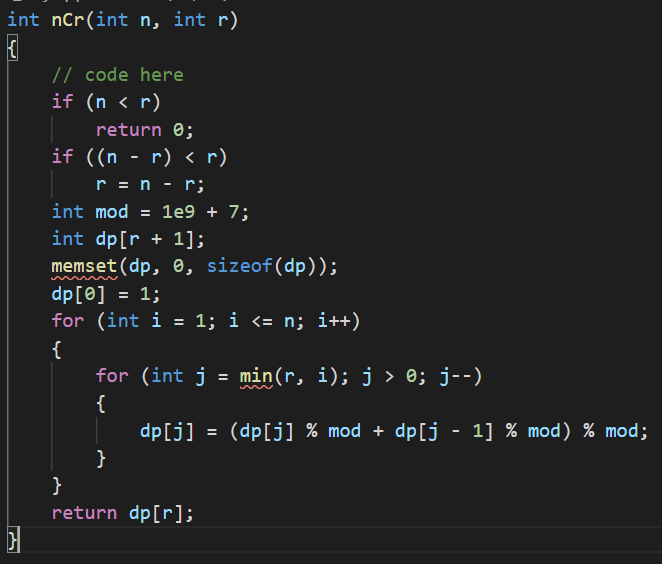 int nCr(int n, int r)
{
    // code here
    if (n < r)
        return 0;
    if ((n - r) < r)
        r = n - r;
    int mod = 1e9 + 7;
    int dp[r + 1];
    memset(dp, 0, sizeof(dp));
    dp[0] = 1;
    for (int i = 1; i <= n; i++)
    {
        for (int j = min(r, i); j > 0; j--)
        {
            dp[j] = (dp[j] % mod + dp[j - 1] % mod) % mod;
        }
    }
    return dp[r];
}